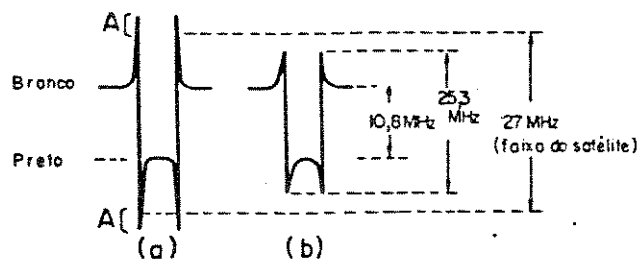 A
Branco
25,3
MHz
10,8 MHz
27 MHz
(faixa do satélite)
Preto
A
(a)
(b)